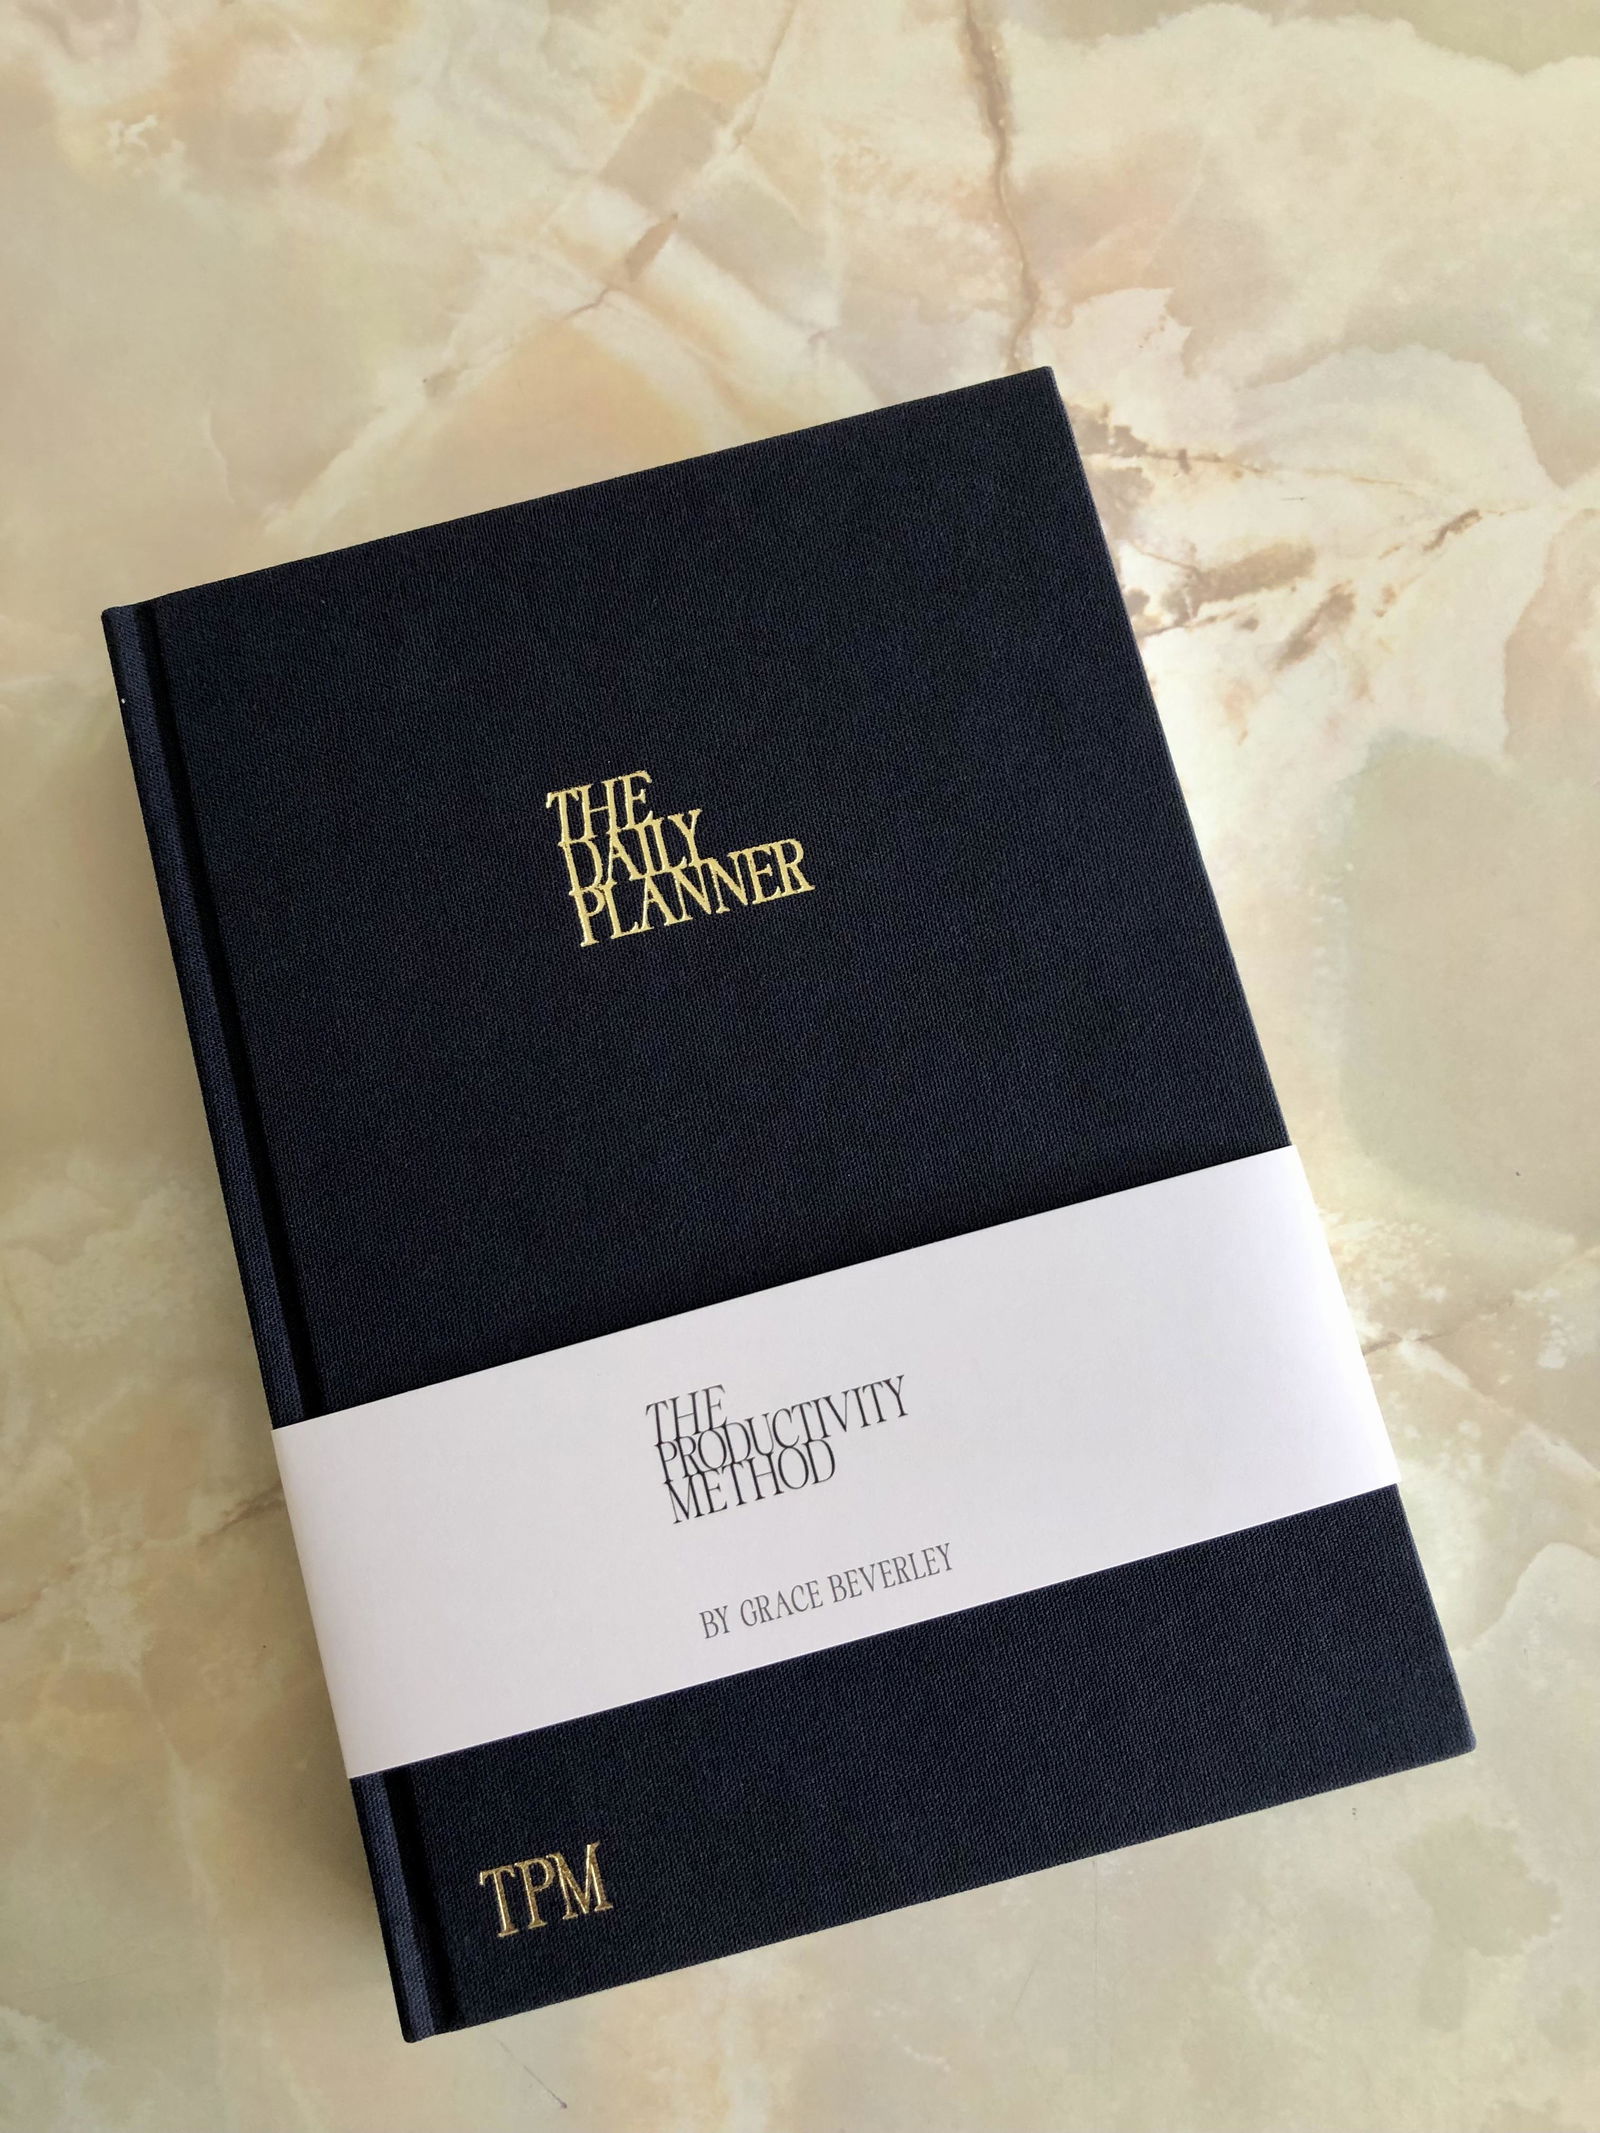 THE
DAILY
PLANNER
THE
PRODUCTIVITY
METHOD
BY GRACE BEVERLEY
TPM